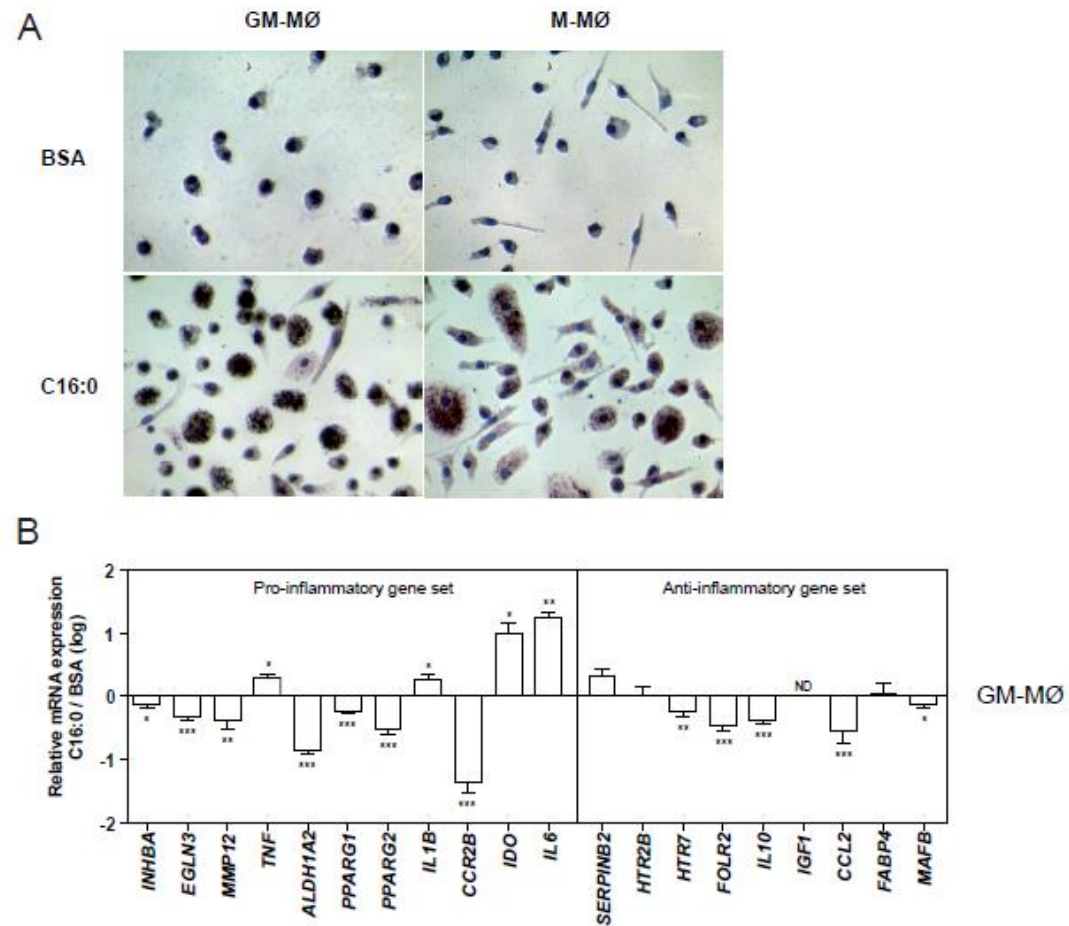 A
GM-MØ
M-MØ
BSA
C16:0
B
Relative mRNA expression
C16:0 / BSA (log)
2
1
0
-1
-2
Pro-inflammatory gene set
Anti-inflammatory gene set
*
***
**
*
***
***
***
*
***
*
**
**
***
***
ND
***
*
GM-MØ
INHBA
EGLN3
MMP12
TNF
ALDH1A2
PPARG1
PPARG2
IL1B
CCR2B
IDO
IL6
SERPINB2
HTR2B
HTR7
FOLR2
IL10
IGF1
CCL2
FABP4
MAFB